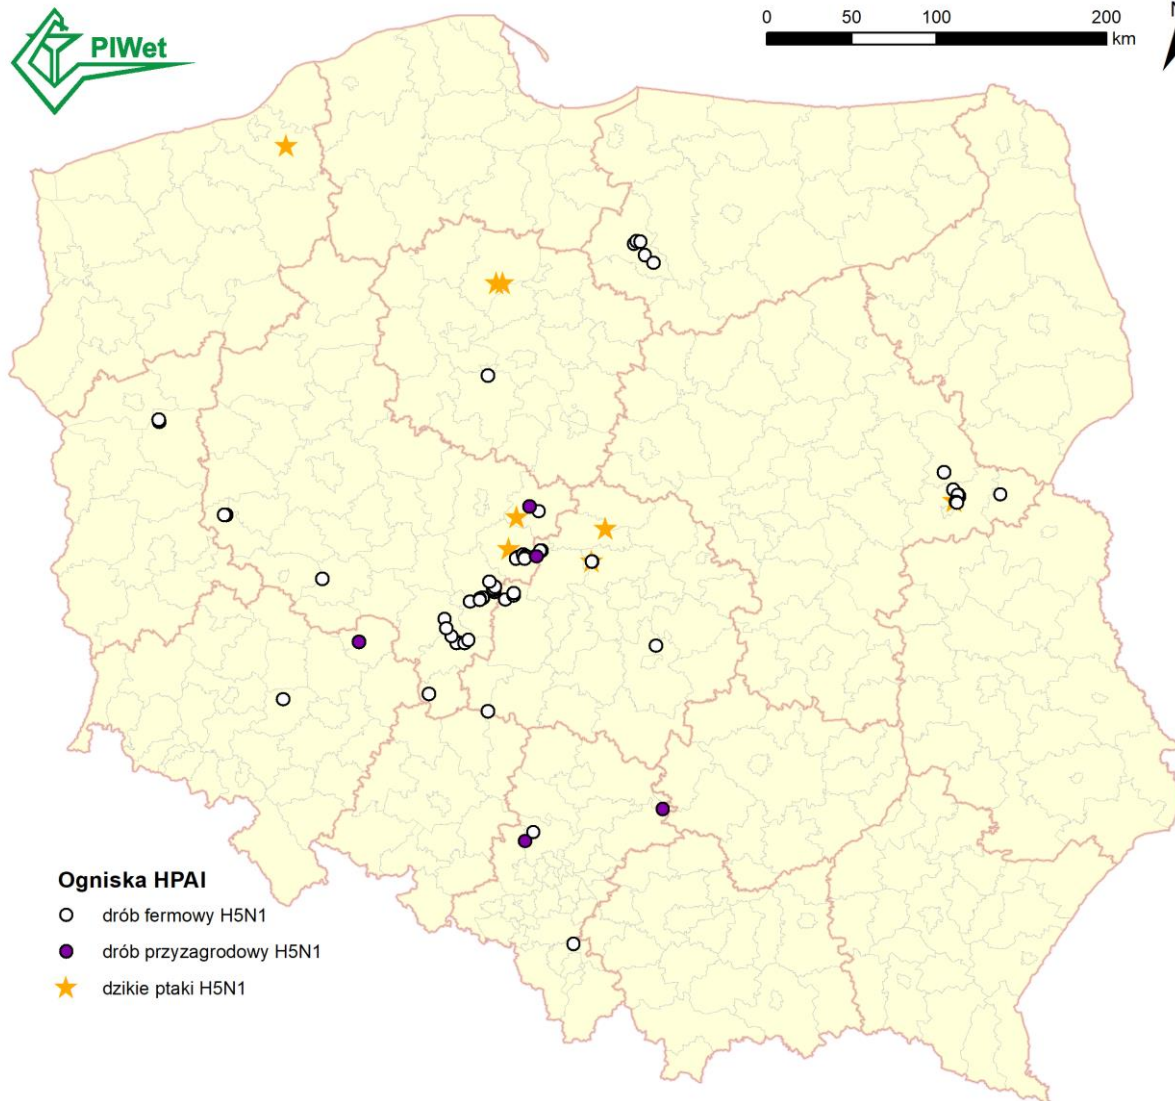 PIWet
0 50 100 200
km
N
Ogniska HPAI
drób fermowy H5N1
drób przyzagrodowy H5N1
dzikie ptaki H5N1